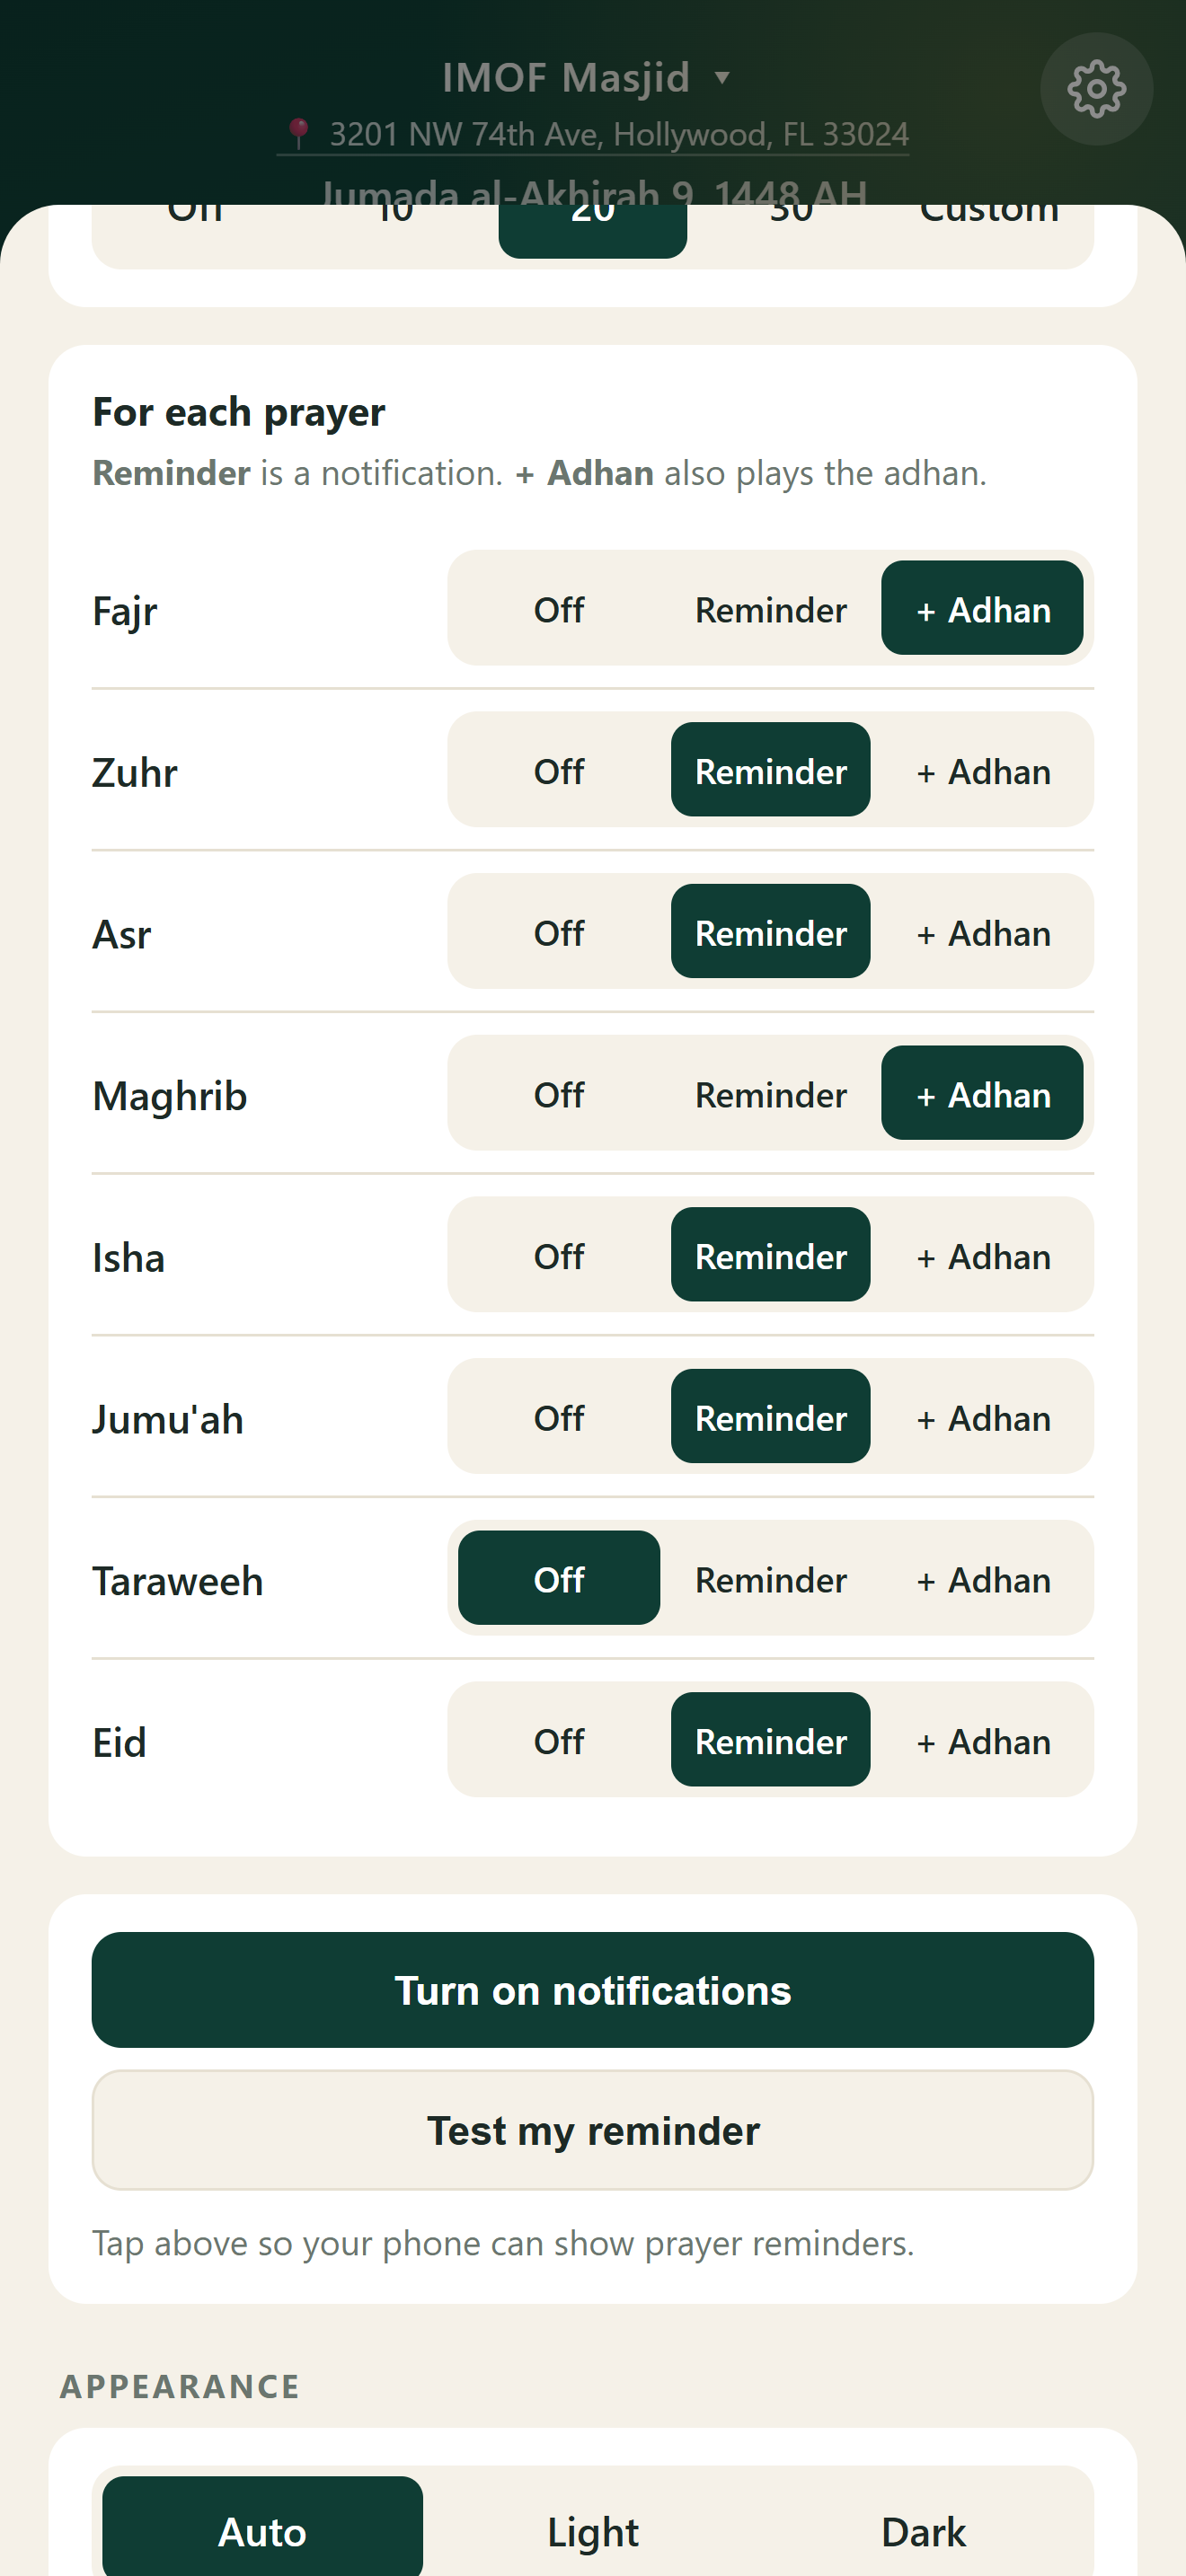 IMOF Masjid ▼
📍 3201 NW 74th Ave, Hollywood, FL 33024
Jumada al-Akhirah 9, 1448 AH
Off 10 20 30 Custom
For each prayer
Reminder is a notification. + Adhan also plays the adhan.
Fajr Off Reminder + Adhan
Zuhr Off Reminder + Adhan
Asr Off Reminder + Adhan
Maghrib Off Reminder + Adhan
Isha Off Reminder + Adhan
Jumu'ah Off Reminder + Adhan
Taraweeh Off Reminder + Adhan
Eid Off Reminder + Adhan
Turn on notifications
Test my reminder
Tap above so your phone can show prayer reminders.
APPEARANCE
Auto Light Dark